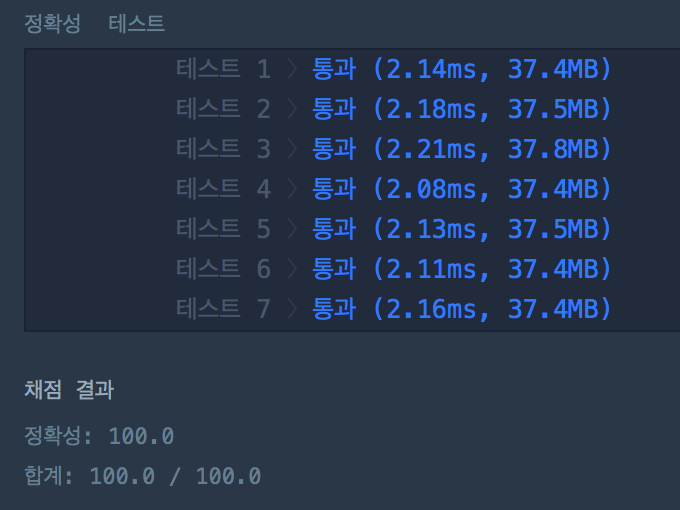 정확성 테스트
테스트 1 〉 통과 (2.14ms, 37.4MB)
테스트 2 〉 통과 (2.18ms, 37.5MB)
테스트 3 〉 통과 (2.21ms, 37.8MB)
테스트 4 〉 통과 (2.08ms, 37.4MB)
테스트 5 〉 통과 (2.13ms, 37.5MB)
테스트 6 〉 통과 (2.11ms, 37.4MB)
테스트 7 〉 통과 (2.16ms, 37.4MB)
채점 결과
정확성: 100.0
합계: 100.0 / 100.0